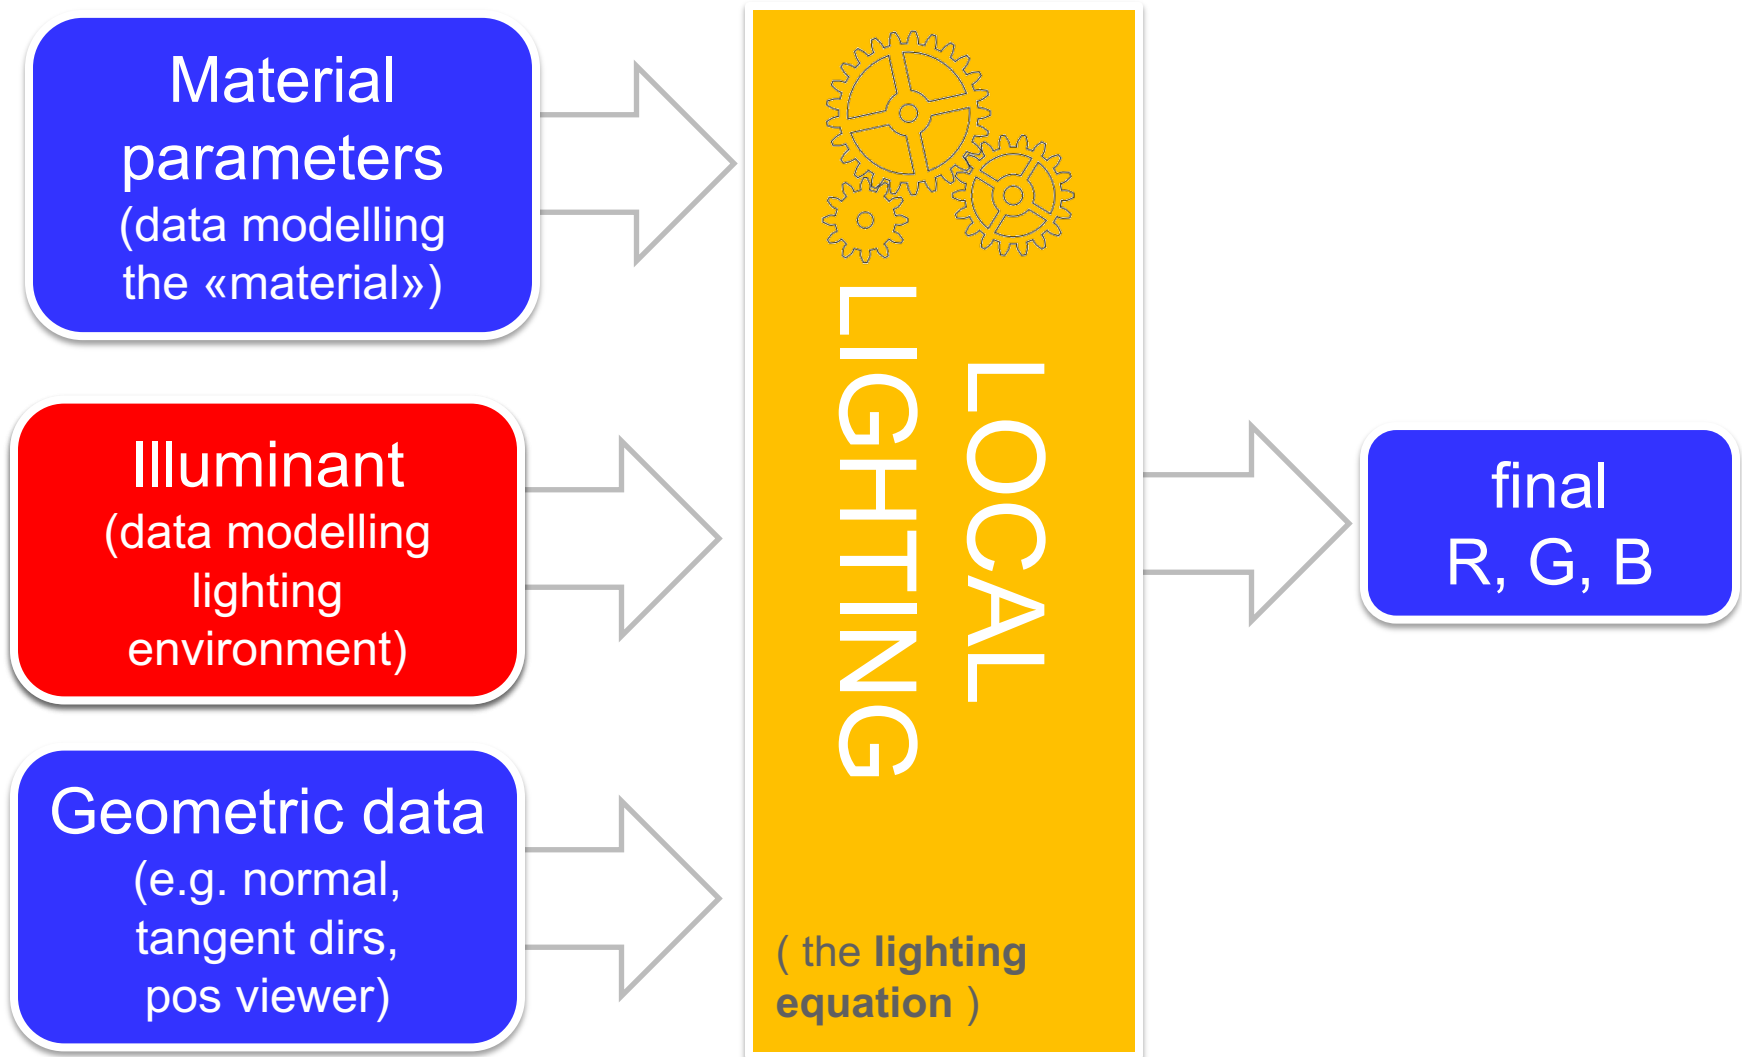 Material
parameters
(data modelling
the «material»)
Illuminant
(data modelling
lighting
environment)
Geometric data
(e.g. normal,
tangent dirs,
pos viewer)
LOCAL
LIGHTING
( the lighting
equation )
final
R, G, B